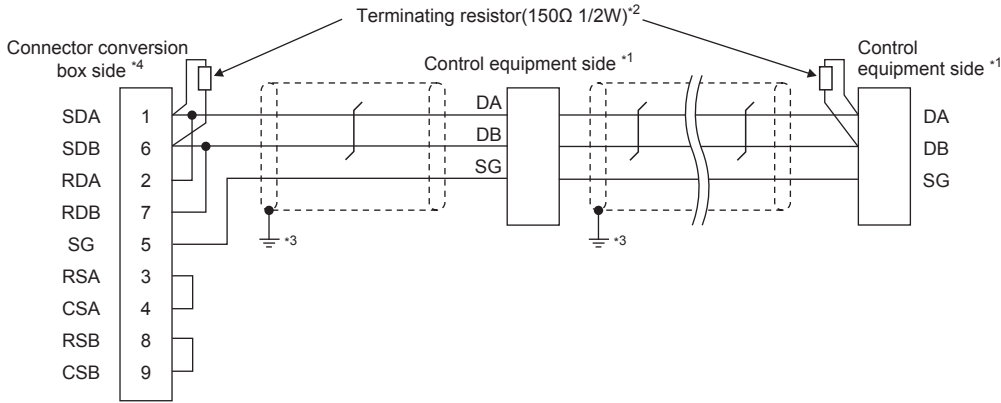 Terminating resistor(150Ω 1/2W)*2
Connector conversion
box side *4
Control equipment side *1
Control
equipment side *1
SDA 1
SDB 6
RDA 2
RDB 7
SG 5
RSA 3
CSA 4
RSB 8
CSB 9
DA
DB
SG
DA
DB
SG
*3
*3